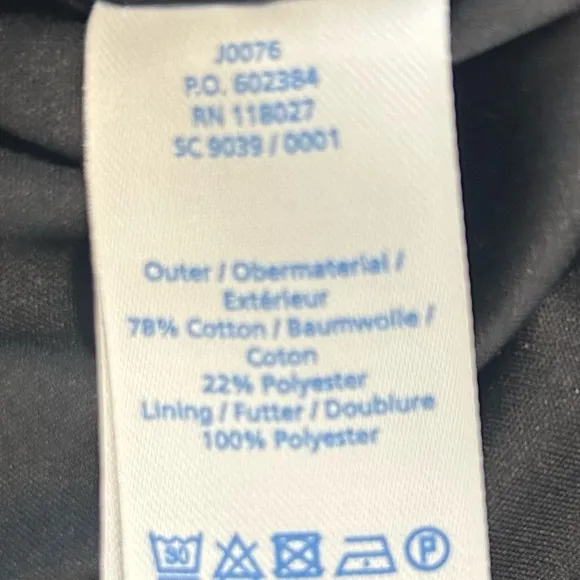 J0076
P.O. 602384
RN 118027
SC 9039 / 0001
Outer / Obermaterial /
Extérieur
78% Cotton / Baumwolle /
Coton
22% Polyester
Lining / Futter / Doublure
100% Polyester
P